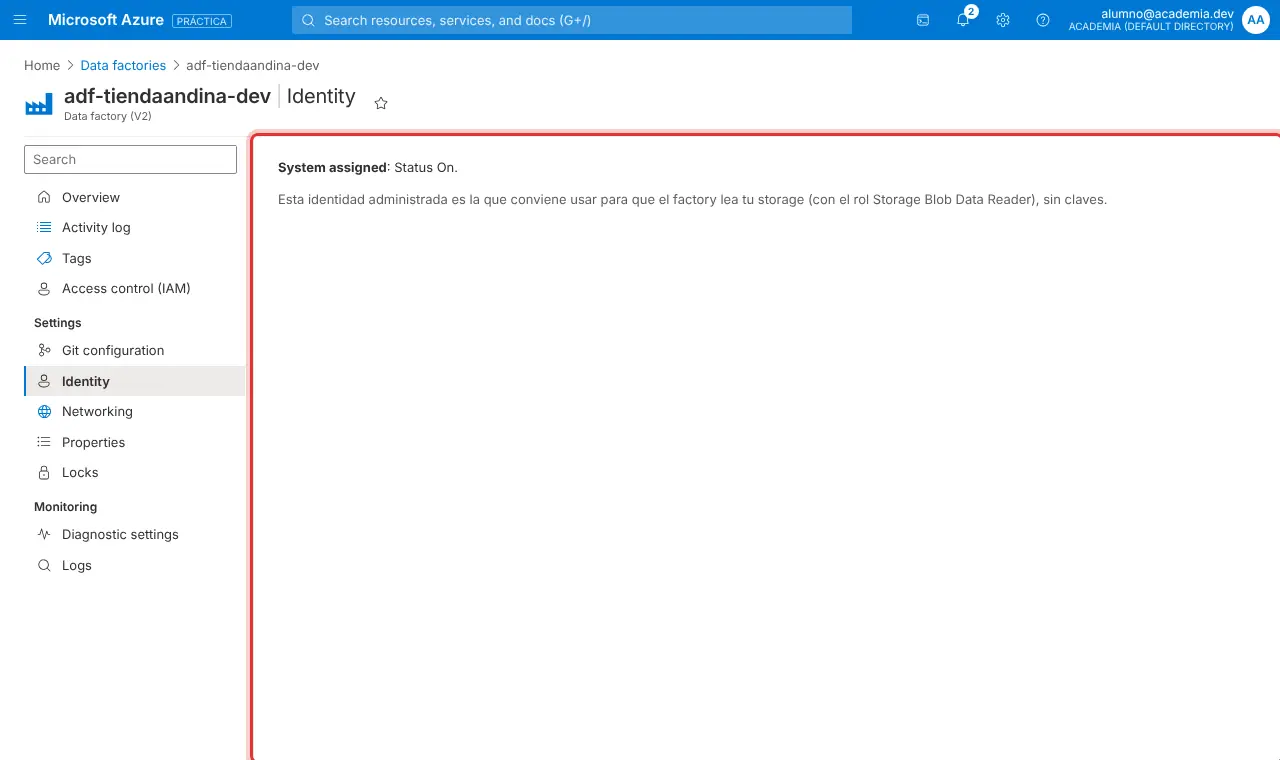 Microsoft Azure PRÁCTICA
Search resources, services, and docs (G+/)
2
alumno@academia.dev
ACADEMIA (DEFAULT DIRECTORY)
AA
Home > Data factories > adf-tiendaandina-dev
adf-tiendaandina-dev | Identity
Data factory (V2)
Search
Overview
Activity log
Tags
Access control (IAM)
Settings
Git configuration
Identity
Networking
Properties
Locks
Monitoring
Diagnostic settings
Logs
System assigned: Status On.
Esta identidad administrada es la que conviene usar para que el factory lea tu storage (con el rol Storage Blob Data Reader), sin claves.